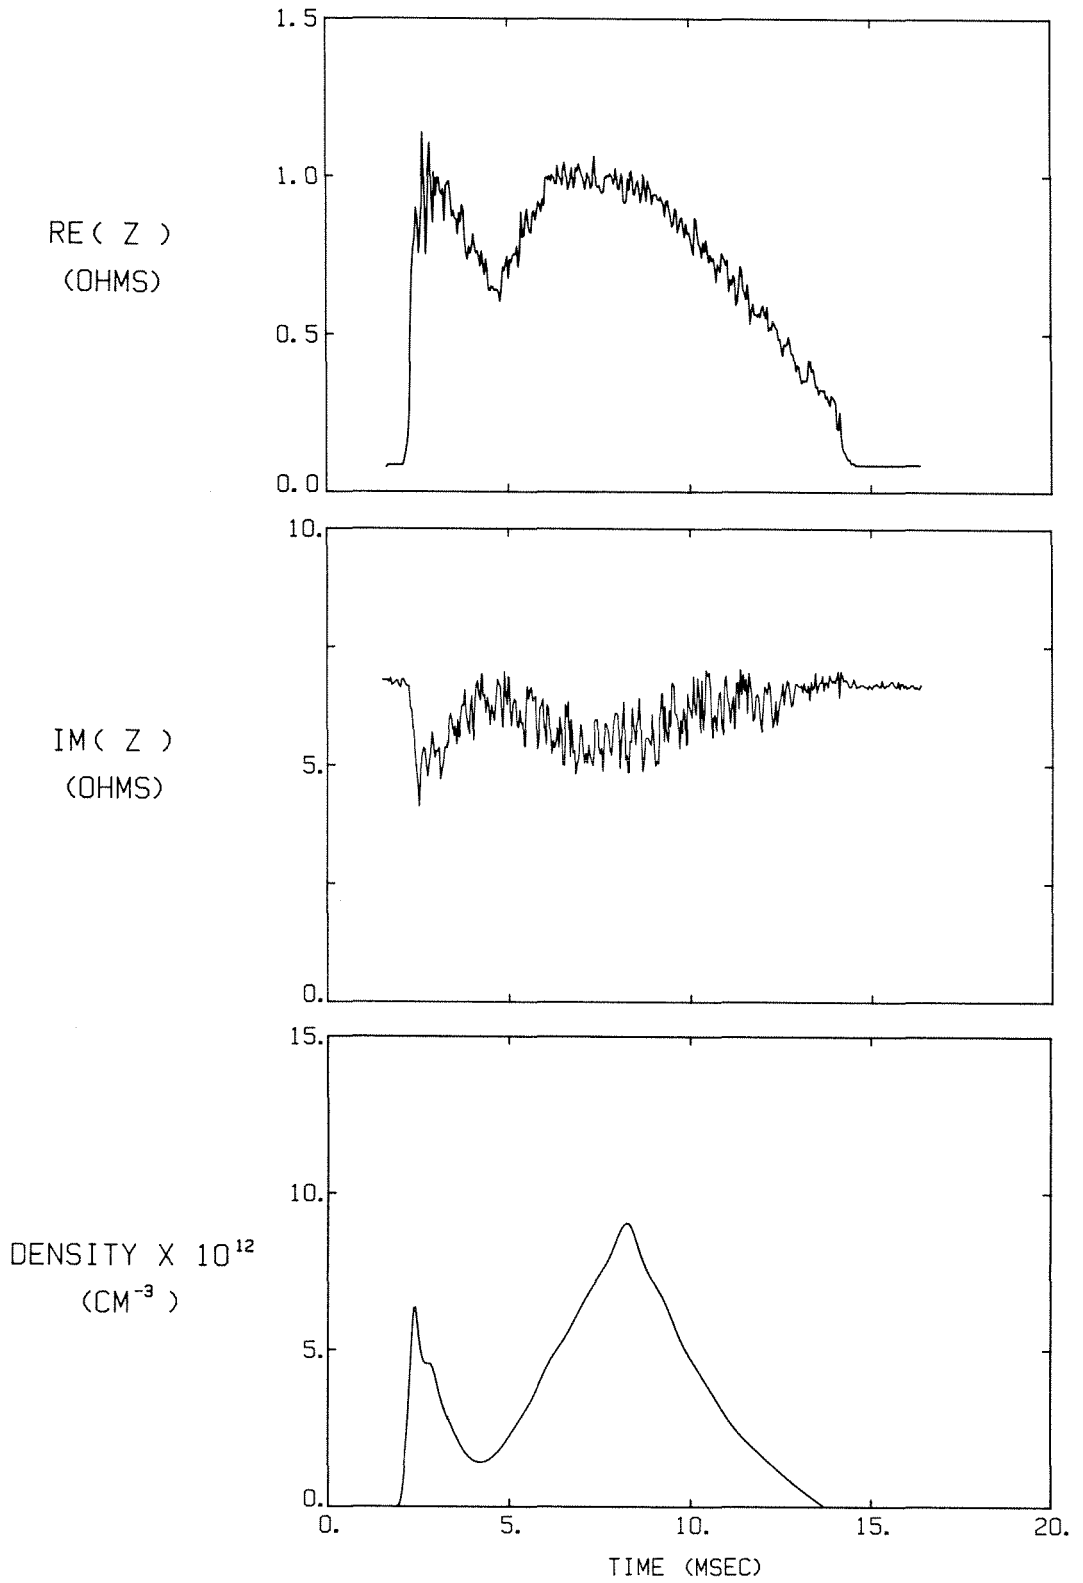 1.5
1.0
RE( Z )
(OHMS)
0.5
0.0
10.
IM( Z )
(OHMS)
5.
0.
15.
10.
DENSITY X 10¹²
(CM⁻³ )
5.
0.
0. 5. 10. 15. 20.
TIME (MSEC)